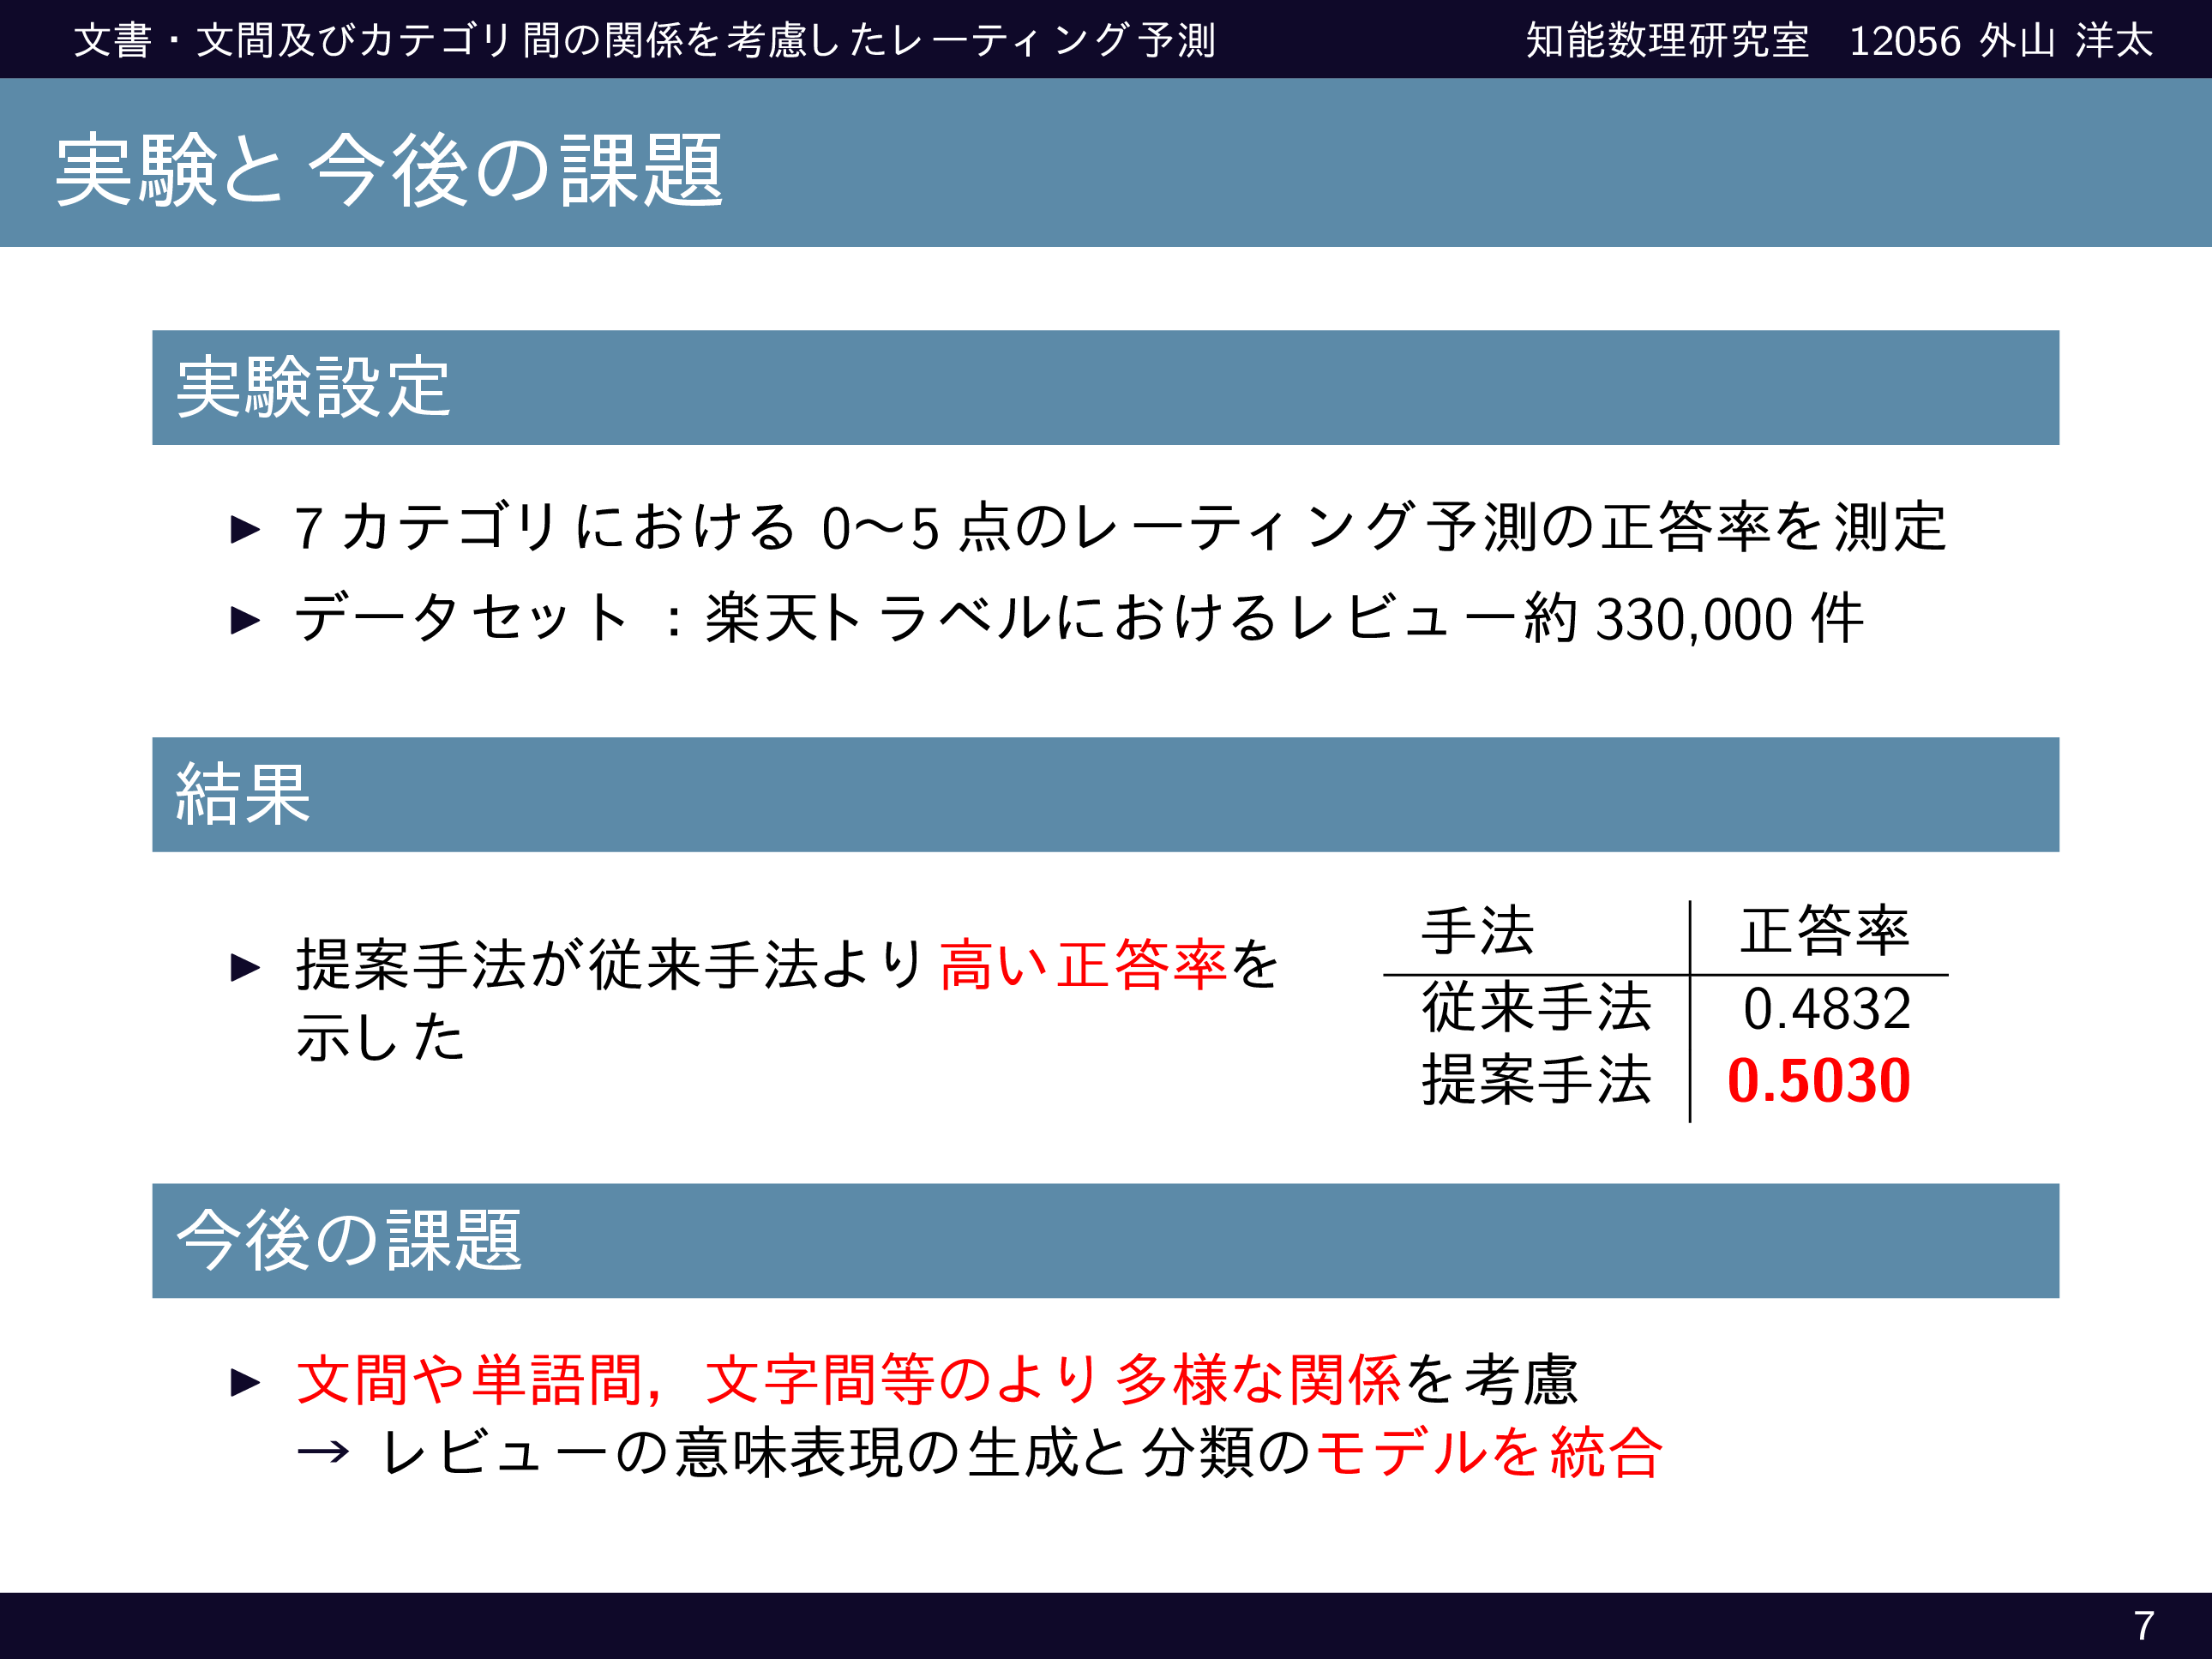 文書・文間及びカテゴリ間の関係を考慮したレーティング予測　知能数理研究室　12056 外山 洋太
実験と今後の課題
実験設定
7 カテゴリにおける 0〜5 点のレーティング予測の正答率を測定
データセット：楽天トラベルにおけるレビュー約 330,000 件
結果
提案手法が従来手法より高い正答率を
示した
手法 正答率
従来手法 0.4832
提案手法 0.5030
今後の課題
文間や単語間，文字間等のより多様な関係を考慮
→ レビューの意味表現の生成と分類のモデルを統合
7